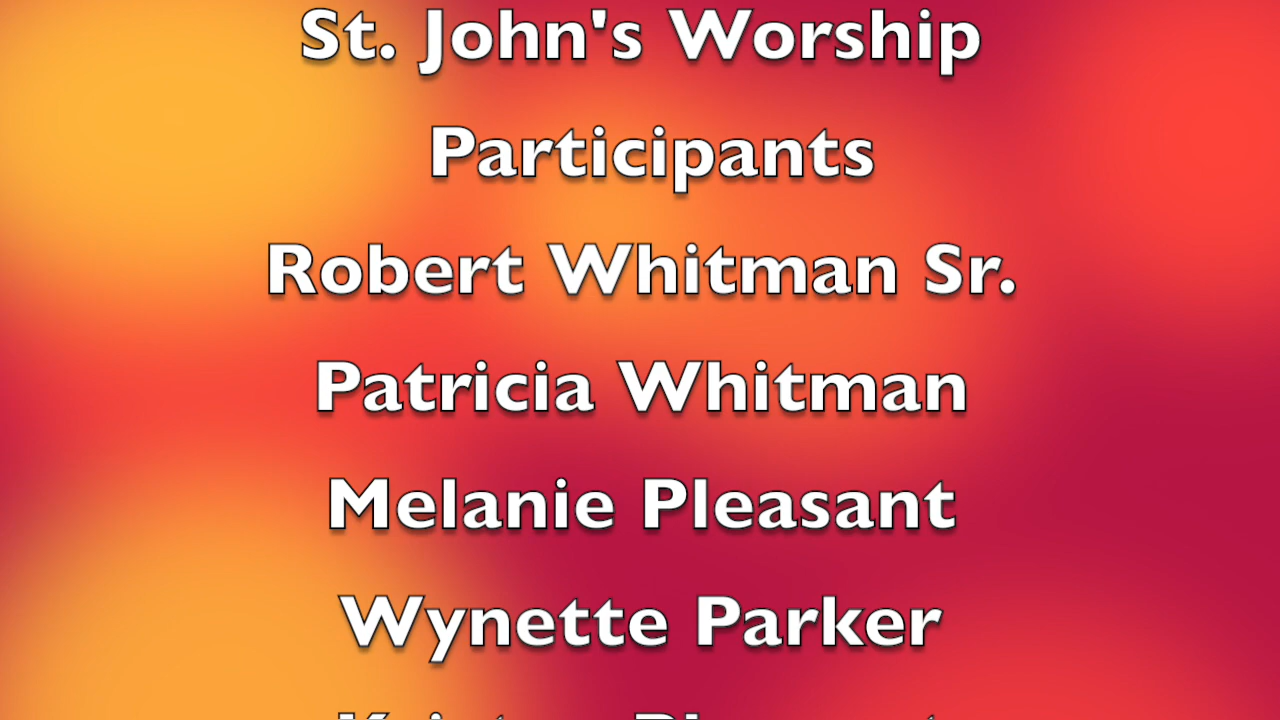 St. John's Worship
Participants
Robert Whitman Sr.
Patricia Whitman
Melanie Pleasant
Wynette Parker